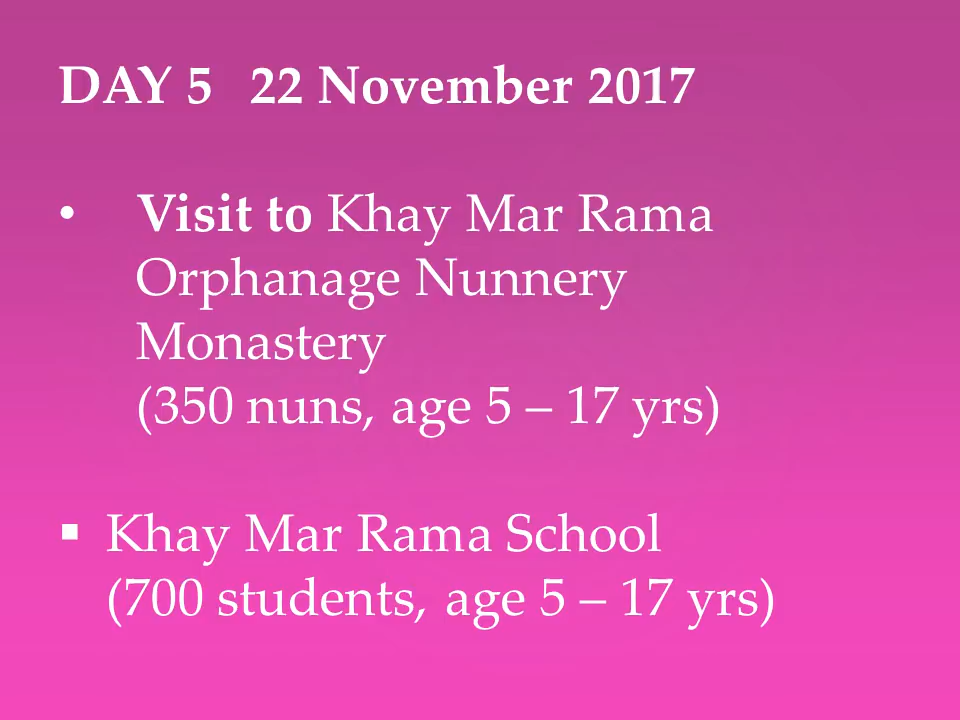 DAY 5 22 November 2017
• Visit to Khay Mar Rama
Orphanage Nunnery
Monastery
(350 nuns, age 5 – 17 yrs)
▪ Khay Mar Rama School
(700 students, age 5 – 17 yrs)